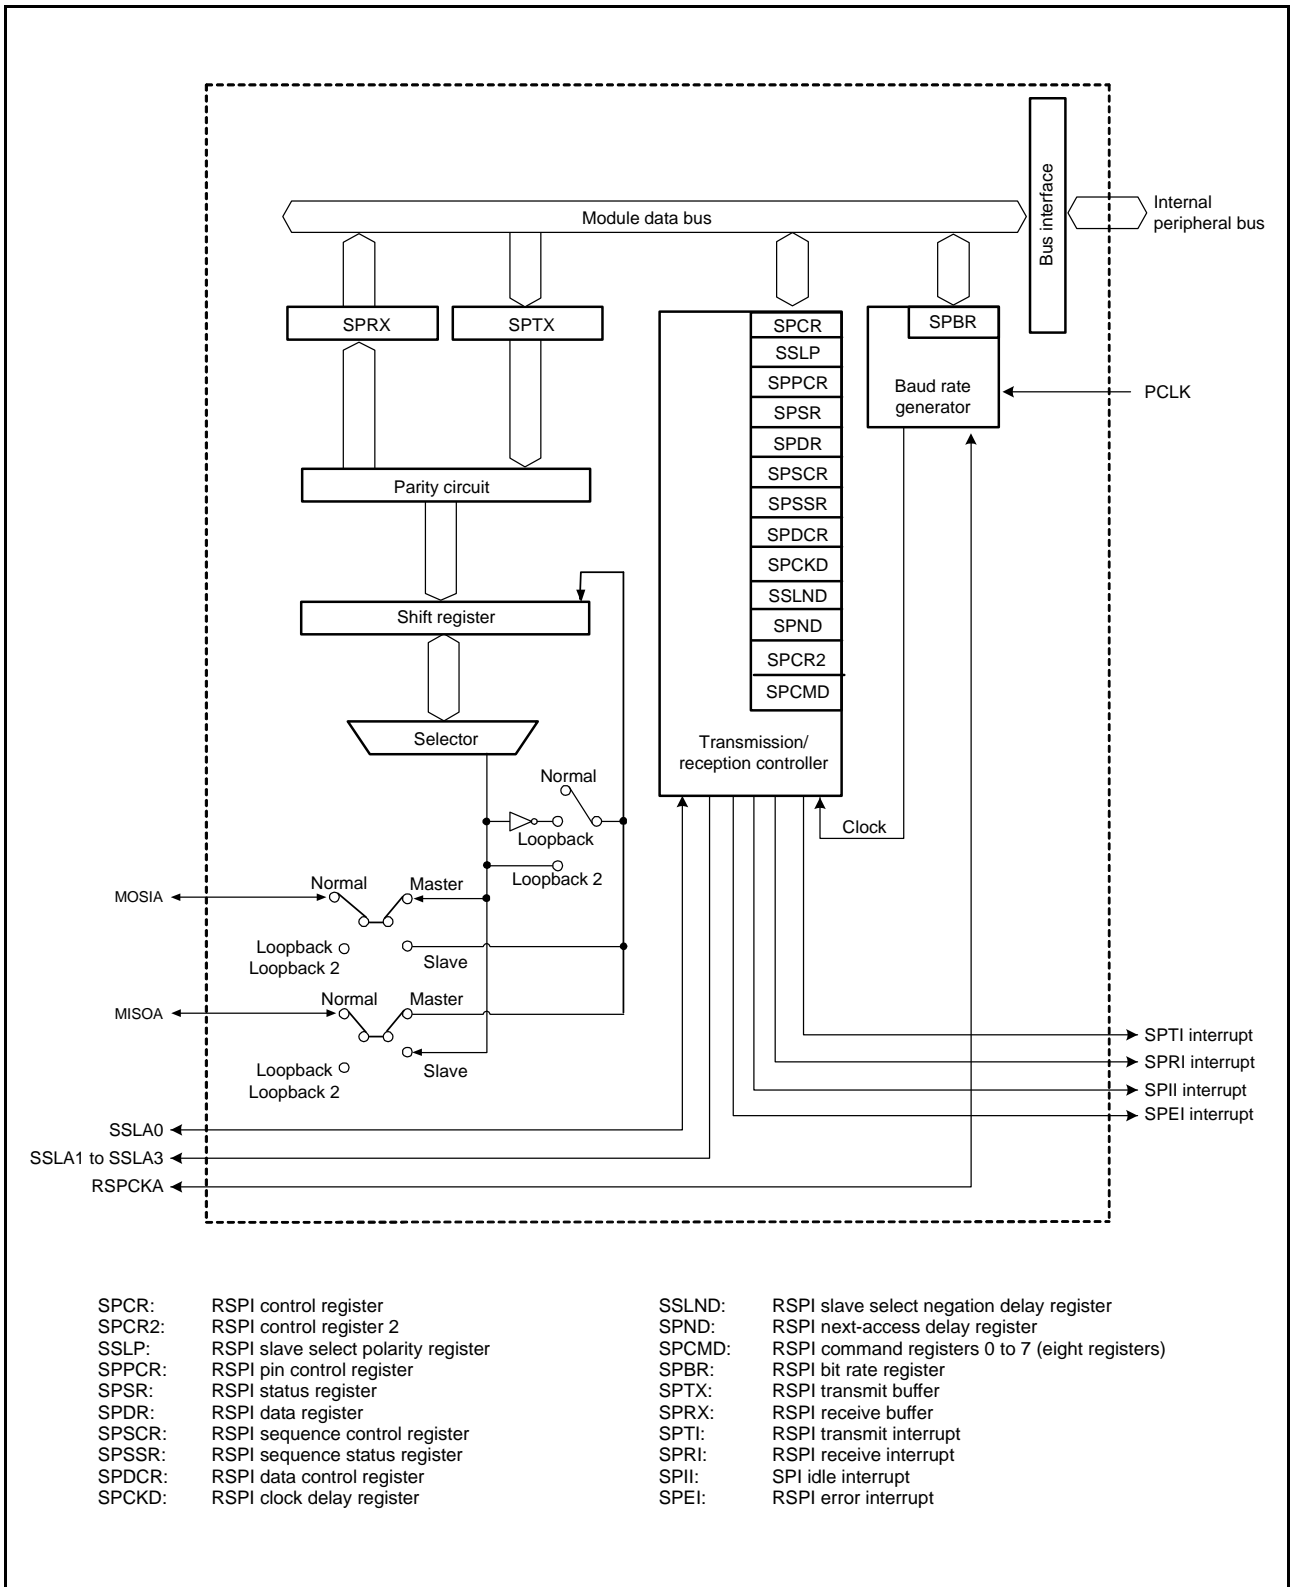 Bus interface
Internal
peripheral bus
Module data bus
SPRX
SPTX
SPCR
SSLP
SPPCR
SPSR
SPDR
SPSCR
SPSSR
SPDCR
SPCKD
SSLND
SPND
SPCR2
SPCMD
Transmission/
reception controller
SPBR
Baud rate
generator
PCLK
Parity circuit
Shift register
Selector
Normal
Loopback
Loopback 2
Clock
MOSIA
Normal
Master
Loopback
Loopback 2
Slave
MISOA
Normal
Master
Loopback
Loopback 2
Slave
SPTI interrupt
SPRI interrupt
SPII interrupt
SPEI interrupt
SSLA0
SSLA1 to SSLA3
RSPCKA
SPCR: RSPI control register
SPCR2: RSPI control register 2
SSLP: RSPI slave select polarity register
SPPCR: RSPI pin control register
SPSR: RSPI status register
SPDR: RSPI data register
SPSCR: RSPI sequence control register
SPSSR: RSPI sequence status register
SPDCR: RSPI data control register
SPCKD: RSPI clock delay register
SSLND: RSPI slave select negation delay register
SPND: RSPI next-access delay register
SPCMD: RSPI command registers 0 to 7 (eight registers)
SPBR: RSPI bit rate register
SPTX: RSPI transmit buffer
SPRX: RSPI receive buffer
SPTI: RSPI transmit interrupt
SPRI: RSPI receive interrupt
SPII: SPI idle interrupt
SPEI: RSPI error interrupt